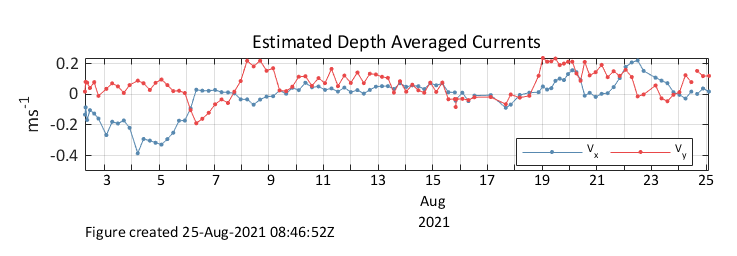 Estimated Depth Averaged Currents
0.2
0
-0.2
-0.4
ms⁻¹
3 5 7 9 11 13 15 17 19 21 23 25
Vx Vy
Aug
2021
Figure created 25-Aug-2021 08:46:52Z